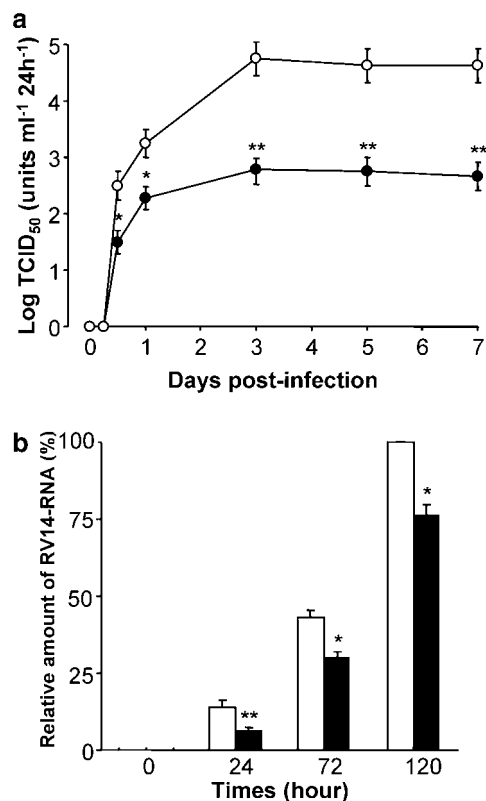 a
Log TCID50 (units ml-1 24h-1)
5
4
3
2
1
0
* * ** ** **
0 1 2 3 4 5 6 7
Days post-infection
b
Relative amount of RV14-RNA (%)
100
75
50
25
0
** * *
0 24 72 120
Times (hour)